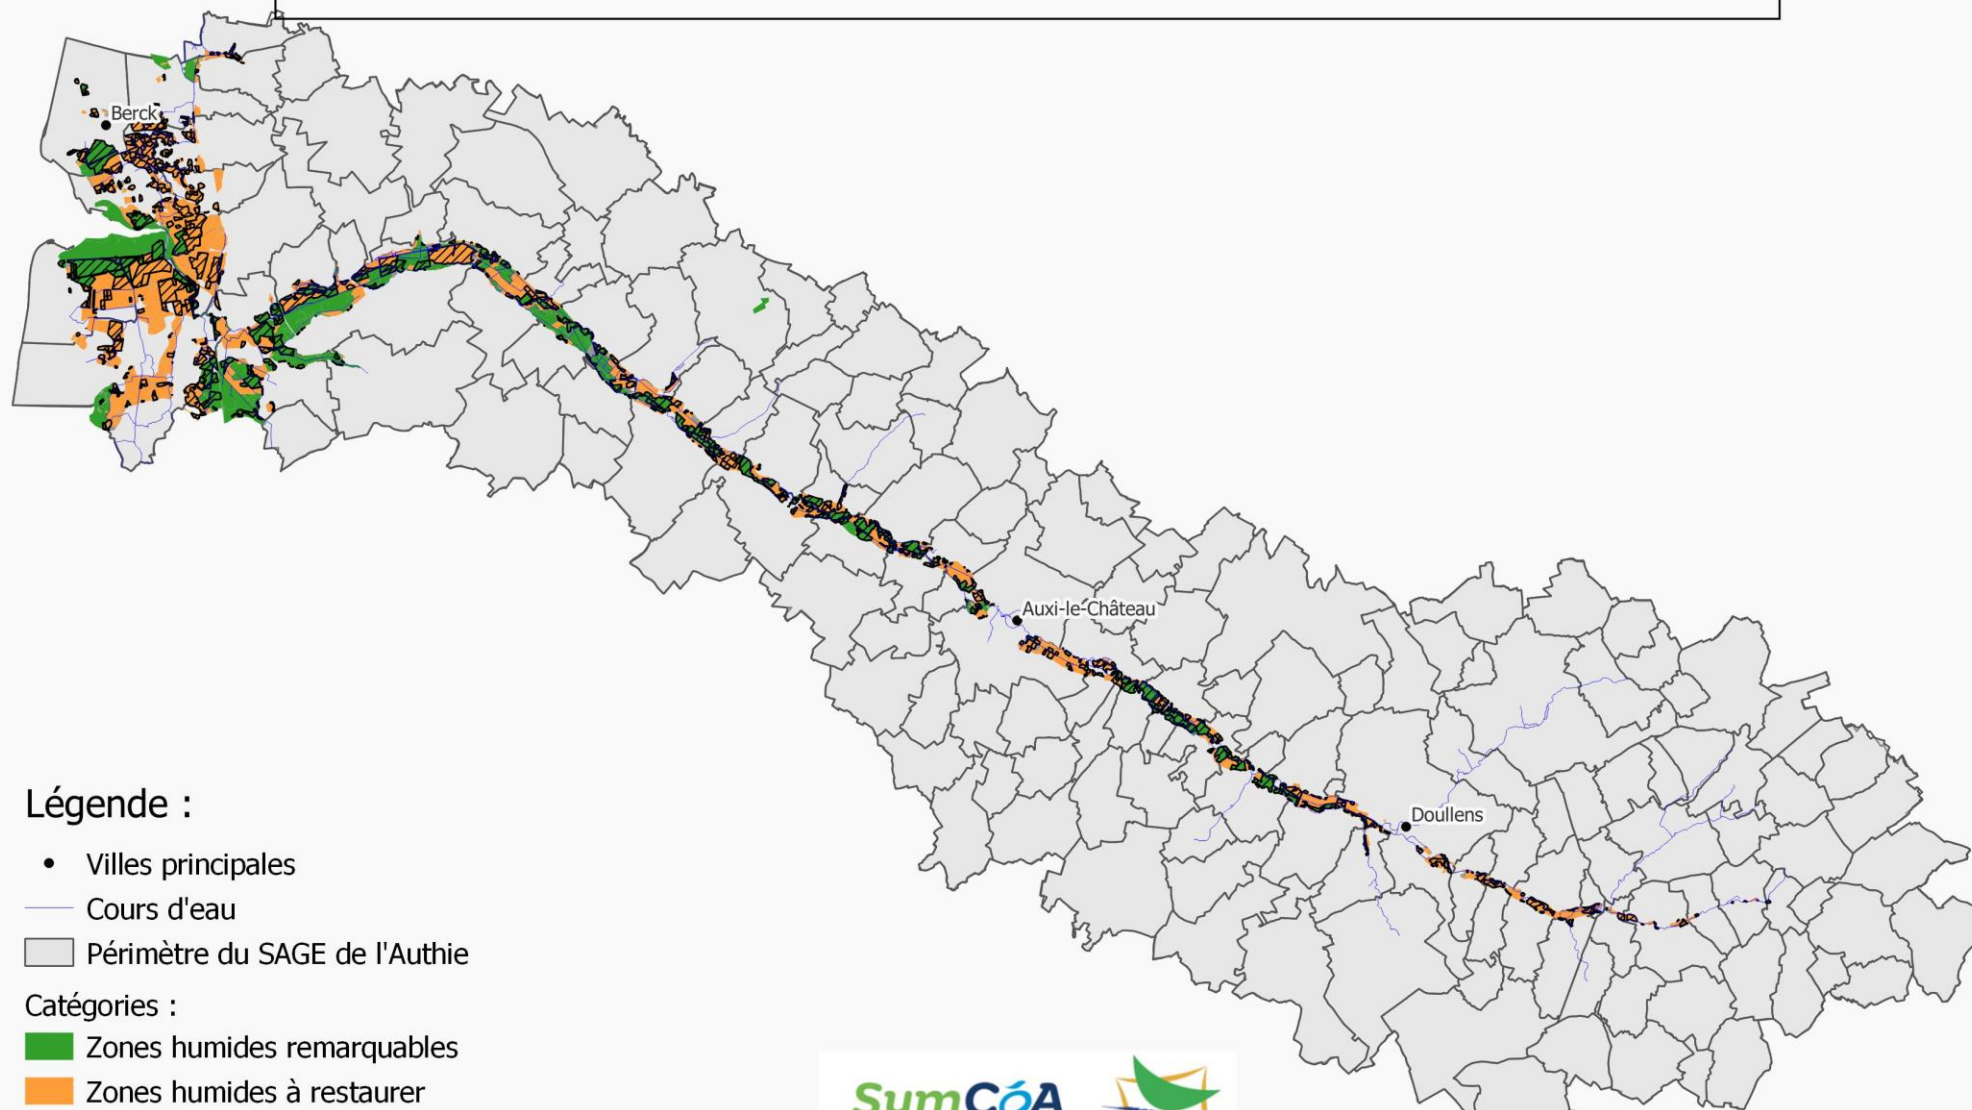 Berck
Auxi-le-Château
Doullens
Légende :
Villes principales
Cours d'eau
Périmètre du SAGE de l'Authie
Catégories :
Zones humides remarquables
Zones humides à restaurer
SumCoA